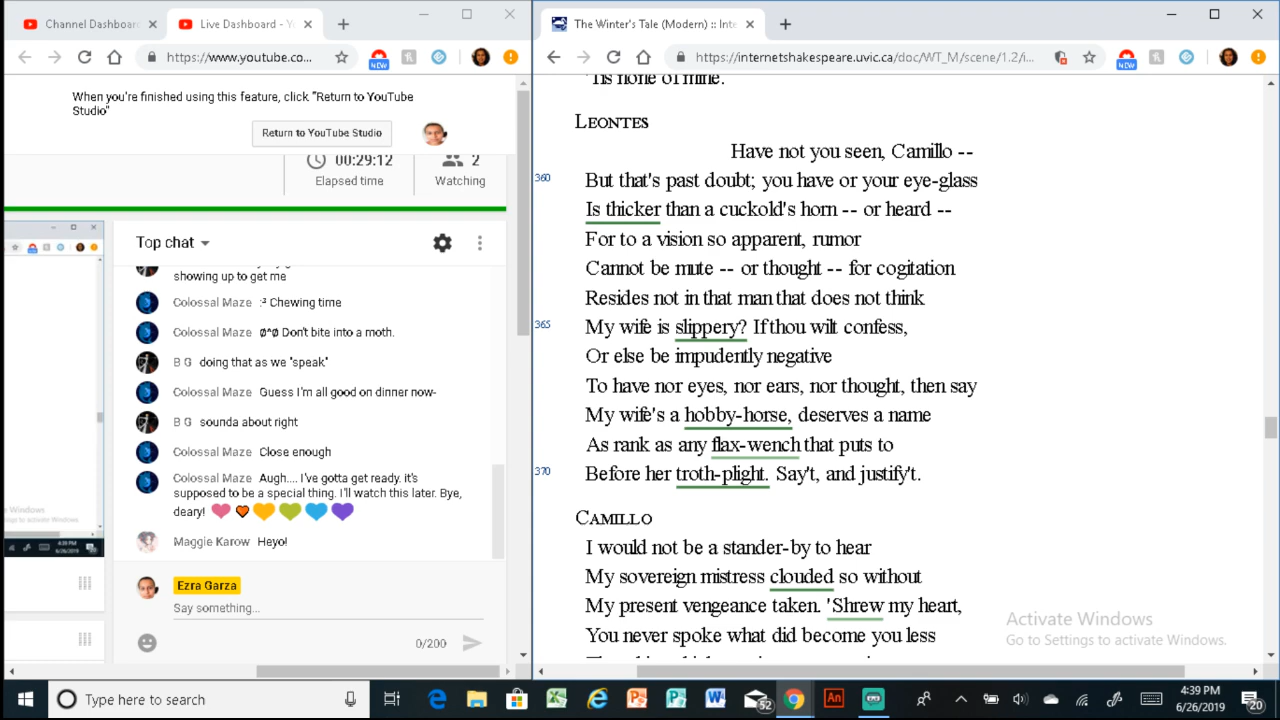 Channel Dashboard
Live Dashboard - Y
The Winter's Tale (Modern) :: Inte
https://www.youtube.co...
NEW
https://internetshakespeare.uvic.ca/doc/WT_M/scene/1.2/i...
NEW
When you're finished using this feature, click "Return to YouTube
Studio"
Return to YouTube Studio
00:29:12
Elapsed time
2
Watching
Top chat
showing up to get me
Colossal Maze :² Chewing time
Colossal Maze ø^ø Don't bite into a moth.
B G doing that as we "speak"
Colossal Maze Guess I'm all good on dinner now-
B G sounda about right
Colossal Maze Close enough
Colossal Maze Augh.... I've gotta get ready. it's
supposed to be a special thing. I'll watch this later. Bye,
deary!
Maggie Karow Heyo!
Ezra Garza
Say something...
0/200
4:39 PM
6/26/2019
'Tis none of mine.
LEONTES
Have not you seen, Camillo --
360 But that's past doubt; you have or your eye-glass
Is thicker than a cuckold's horn -- or heard --
For to a vision so apparent, rumor
Cannot be mute -- or thought -- for cogitation
Resides not in that man that does not think
365 My wife is slippery? If thou wilt confess,
Or else be impudently negative
To have nor eyes, nor ears, nor thought, then say
My wife's a hobby-horse, deserves a name
As rank as any flax-wench that puts to
370 Before her troth-plight. Say't, and justify't.
CAMILLO
I would not be a stander-by to hear
My sovereign mistress clouded so without
My present vengeance taken. 'Shrew my heart,
You never spoke what did become you less
Activate Windows
Go to Settings to activate Windows.
Type here to search
52
4:39 PM
6/26/2019
20